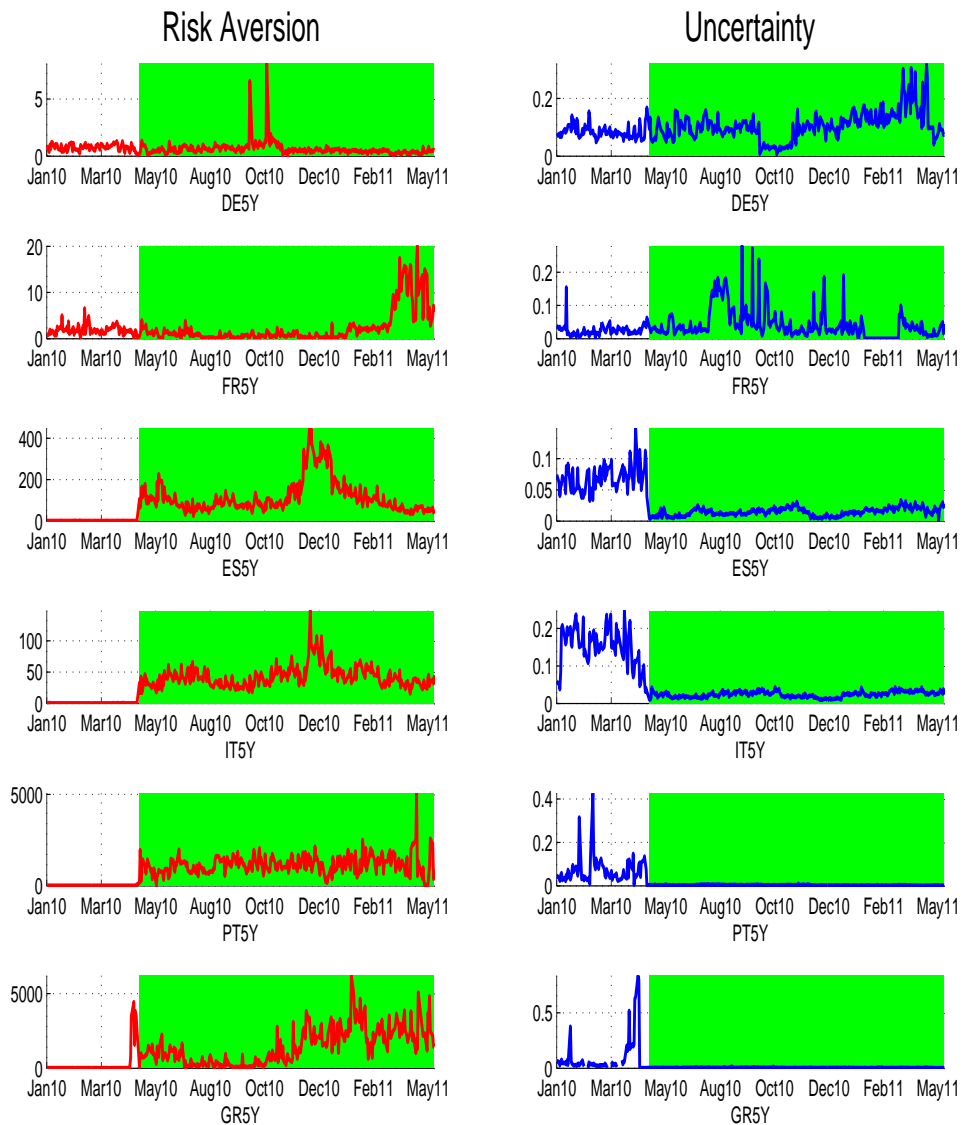 Risk Aversion Uncertainty
5
0
Jan10 Mar10 May10 Aug10 Oct10 Dec10 Feb11 May11
DE5Y
0.2
0.1
0
Jan10 Mar10 May10 Aug10 Oct10 Dec10 Feb11 May11
DE5Y
20
10
0
Jan10 Mar10 May10 Aug10 Oct10 Dec10 Feb11 May11
FR5Y
0.2
0.1
0
Jan10 Mar10 May10 Aug10 Oct10 Dec10 Feb11 May11
FR5Y
400
200
0
Jan10 Mar10 May10 Aug10 Oct10 Dec10 Feb11 May11
ES5Y
0.1
0.05
0
Jan10 Mar10 May10 Aug10 Oct10 Dec10 Feb11 May11
ES5Y
100
50
0
Jan10 Mar10 May10 Aug10 Oct10 Dec10 Feb11 May11
IT5Y
0.2
0.1
0
Jan10 Mar10 May10 Aug10 Oct10 Dec10 Feb11 May11
IT5Y
5000
0
Jan10 Mar10 May10 Aug10 Oct10 Dec10 Feb11 May11
PT5Y
0.4
0.2
0
Jan10 Mar10 May10 Aug10 Oct10 Dec10 Feb11 May11
PT5Y
5000
0
Jan10 Mar10 May10 Aug10 Oct10 Dec10 Feb11 May11
GR5Y
0.5
0
Jan10 Mar10 May10 Aug10 Oct10 Dec10 Feb11 May11
GR5Y